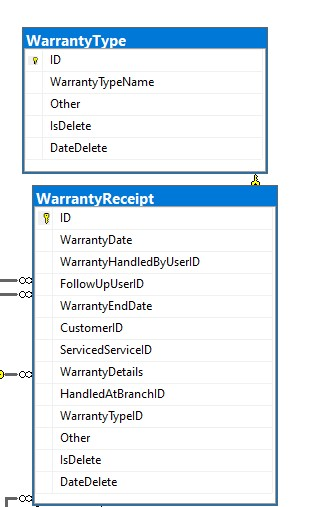 WarrantyType
ID
WarrantyTypeName
Other
IsDelete
DateDelete
WarrantyReceipt
ID
WarrantyDate
WarrantyHandledByUserID
FollowUpUserID
WarrantyEndDate
CustomerID
ServicedServiceID
WarrantyDetails
HandledAtBranchID
WarrantyTypeID
Other
IsDelete
DateDelete